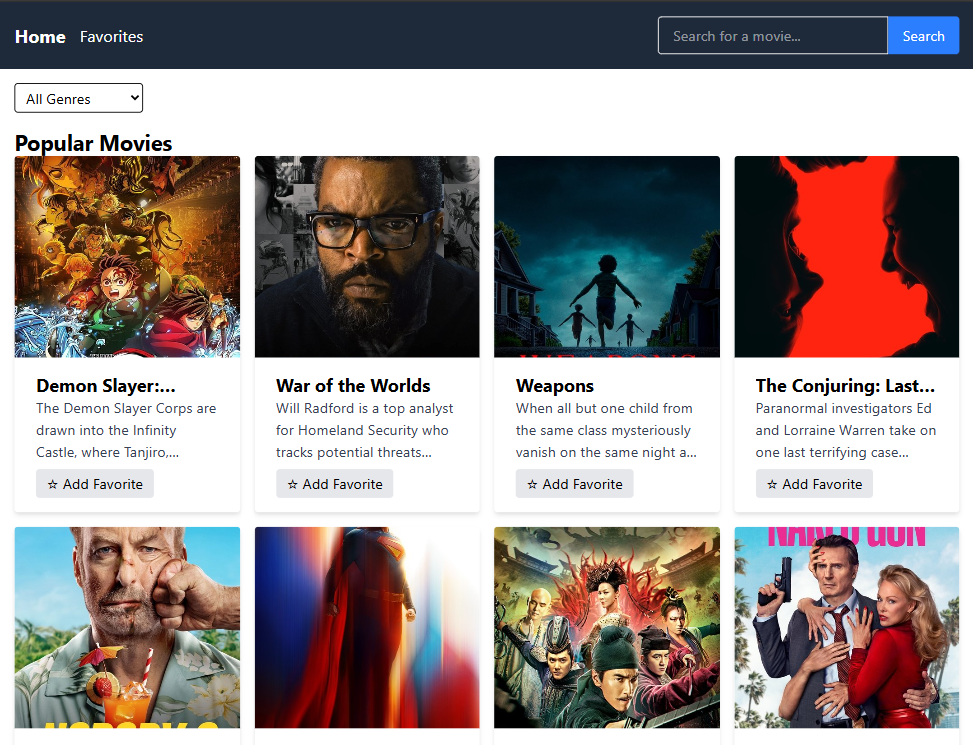 Home Favorites Search for a movie... Search
All Genres
Popular Movies
Demon Slayer:...
The Demon Slayer Corps are
drawn into the Infinity
Castle, where Tanjiro,...
☆ Add Favorite
War of the Worlds
Will Radford is a top analyst
for Homeland Security who
tracks potential threats...
☆ Add Favorite
Weapons
When all but one child from
the same class mysteriously
vanish on the same night a...
☆ Add Favorite
The Conjuring: Last...
Paranormal investigators Ed
and Lorraine Warren take on
one last terrifying case...
☆ Add Favorite
NOBODY 2
NAKED GUN